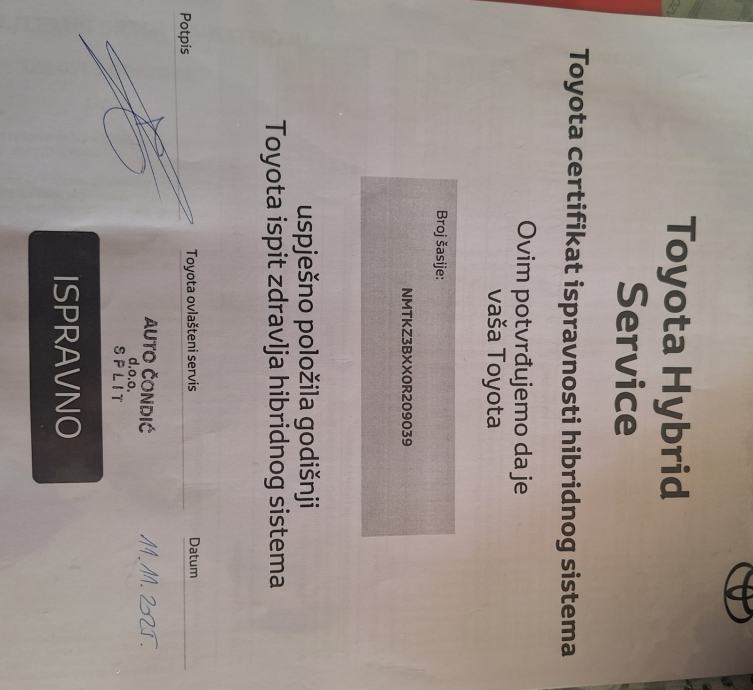 Toyota Hybrid
Service
Toyota certifikat ispravnosti hibridnog sistema
Ovim potvrđujemo da je
vaša Toyota
Broj šasije:
NMTKZ3BXX0R209039
uspješno položila godišnji
Toyota ispit zdravlja hibridnog sistema
Potpis
Toyota ovlašteni servis
Datum
AUTO ČONDIĆ
d.o.o.
SPLIT
11.11.2025.
ISPRAVNO